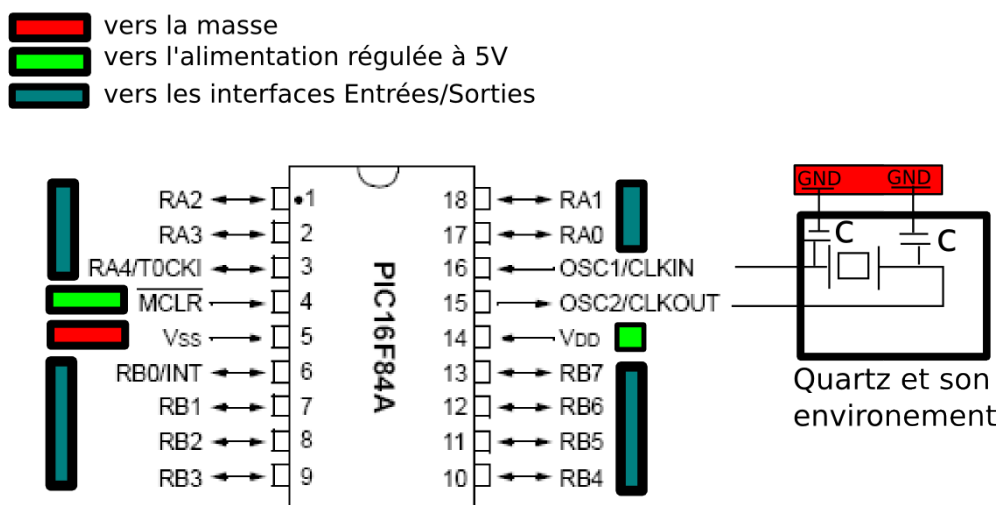 vers la masse
vers l'alimentation régulée à 5V
vers les interfaces Entrées/Sorties
GND GND
RA2 1 18 RA1
C C
RA3 2 17 RA0
RA4/T0CKI 3 16 OSC1/CLKIN
MCLR 4 15 OSC2/CLKOUT
VSS 5 14 VDD
RB0/INT 6 13 RB7
RB1 7 12 RB6
RB2 8 11 RB5
RB3 9 10 RB4
PIC16F84A
Quartz et son
environement